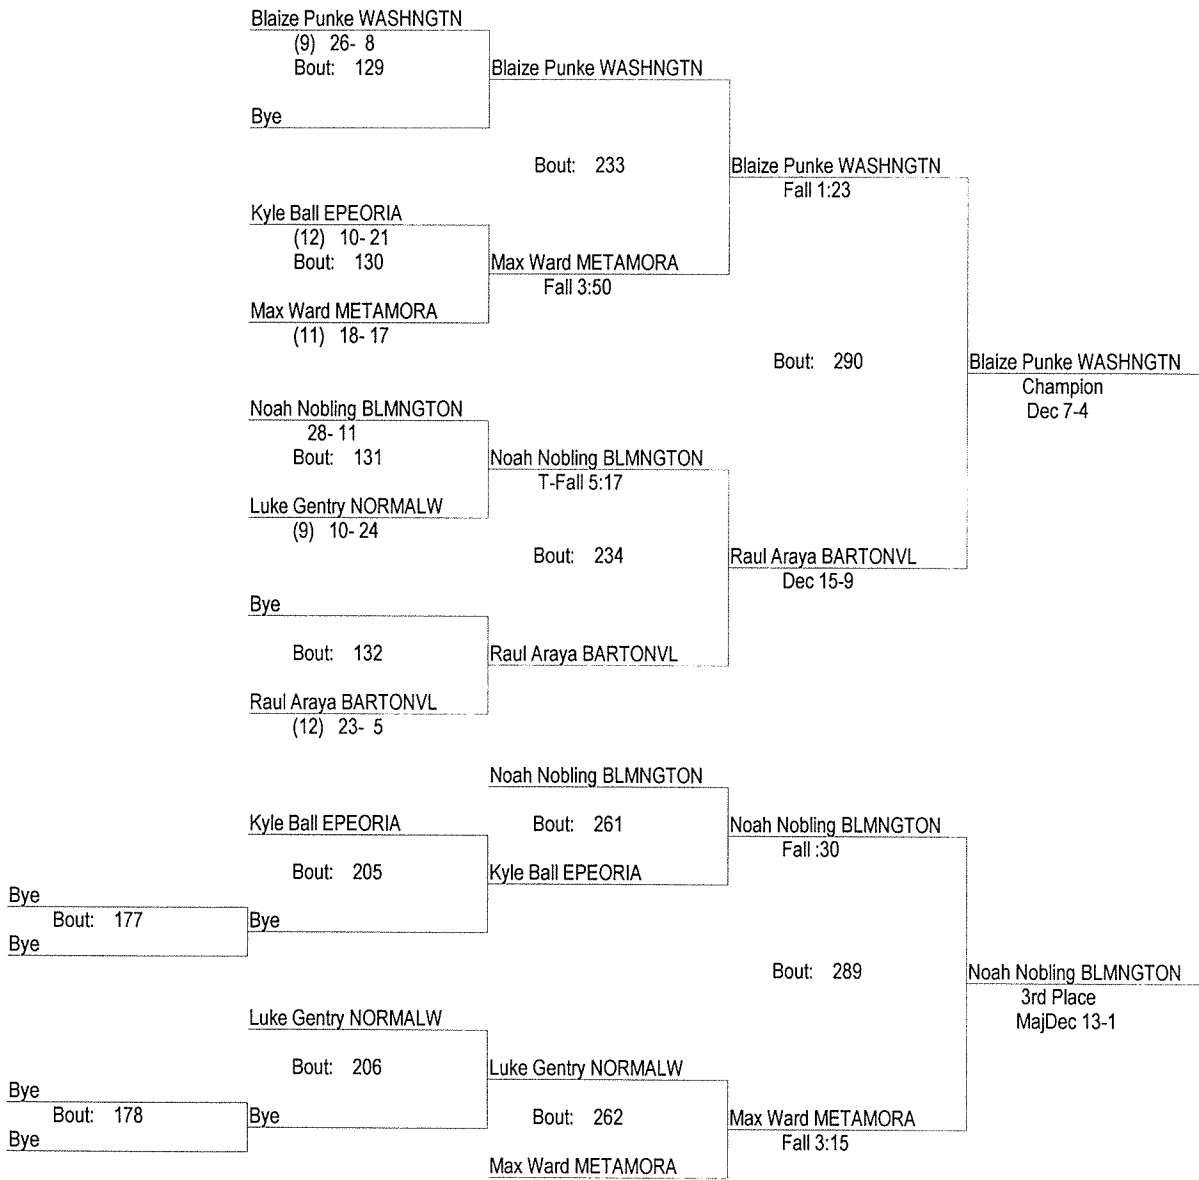 Blaize Punke WASHNGTN
(9) 26- 8
Bout: 129
Blaize Punke WASHNGTN
Bye
Bout: 233
Blaize Punke WASHNGTN
Fall 1:23
Kyle Ball EPEORIA
(12) 10- 21
Bout: 130
Max Ward METAMORA
Fall 3:50
Max Ward METAMORA
(11) 18- 17
Bout: 290
Blaize Punke WASHNGTN
Champion
Dec 7-4
Noah Nobling BLMNGTON
28- 11
Bout: 131
Noah Nobling BLMNGTON
T-Fall 5:17
Luke Gentry NORMALW
(9) 10- 24
Bout: 234
Raul Araya BARTONVL
Dec 15-9
Bye
Bout: 132
Raul Araya BARTONVL
Raul Araya BARTONVL
(12) 23- 5
Noah Nobling BLMNGTON
Kyle Ball EPEORIA
Bout: 261
Noah Nobling BLMNGTON
Fall :30
Bout: 205
Kyle Ball EPEORIA
Bye
Bout: 177
Bye
Bye
Bout: 289
Noah Nobling BLMNGTON
3rd Place
MajDec 13-1
Luke Gentry NORMALW
Bout: 206
Luke Gentry NORMALW
Bye
Bout: 178
Bye
Bye
Bout: 262
Max Ward METAMORA
Fall 3:15
Max Ward METAMORA